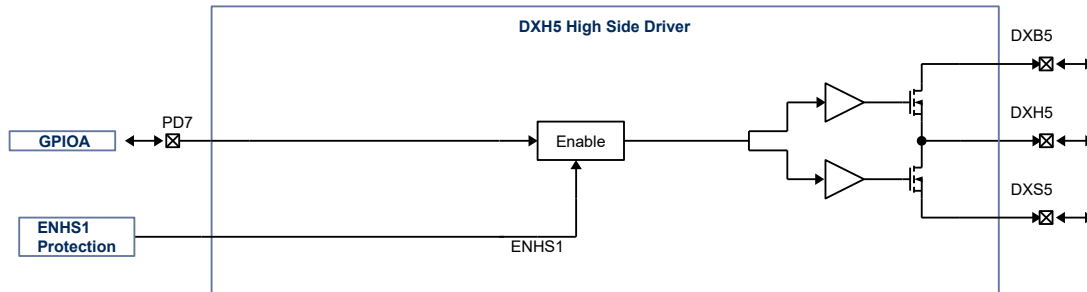 DXH5 High Side Driver
DXB5
PD7
DXH5
GPIOA
Enable
DXS5
ENHS1
Protection
ENHS1